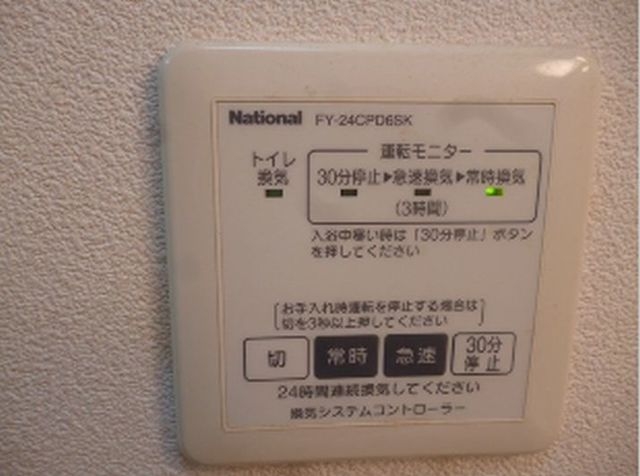 National FY-24CPD6SK
運転モニター
トイレ
換気
30分停止▶急速換気▶常時換気
(3時間)
入浴中寒い時は「30分停止」ボタン
を押してください
お手入れ時運転を停止する場合は
切を3秒以上押してください
切 常時 急速 30分
停止
24時間連続換気してください
換気システムコントローラー